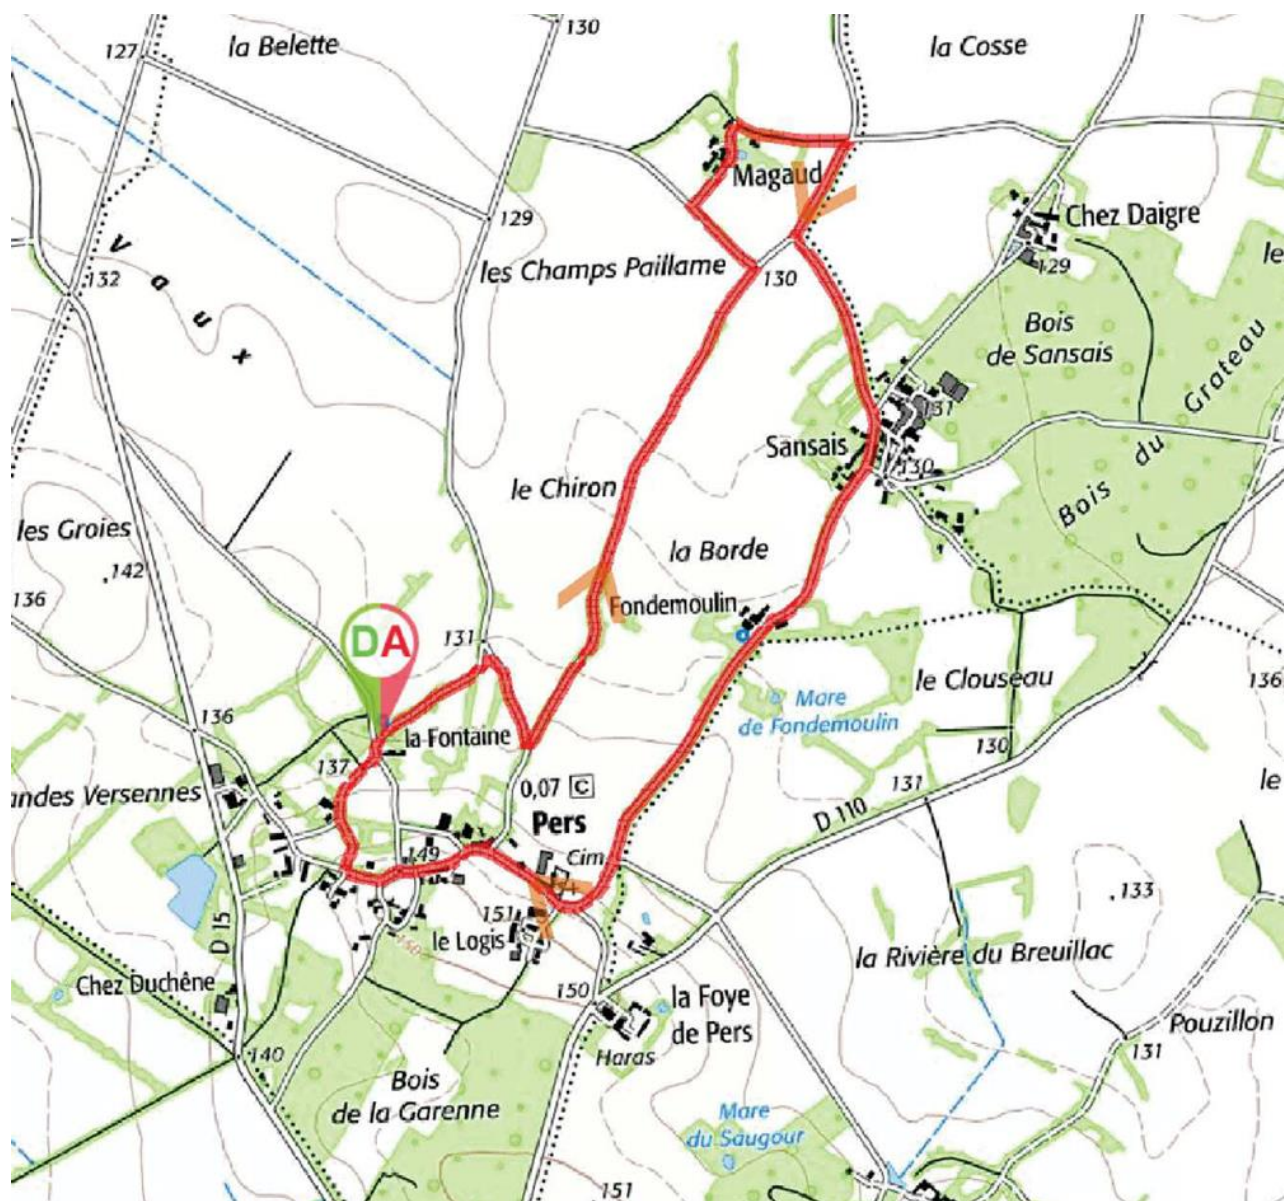 130
127
la Belette
la Cosse
Magaud
Chez Daigre
129
129
V a u x
132
les Champs Paillame
130
le
Bois
de Sansais
Bois du Grateau
131
Sansais
130
le Chiron
les Groies
142
la Borde
136
Fondemoulin
DA
131
le Clouseau
136
Mare
de Fondemoulin
136
la Fontaine
130
137
0,07 C
131
le
andes Versennes
Pers
D 110
149
Cim.
133
151
D 15
160
le Logis
la Rivière du Breuillac
Chez Duchêne
150
la Foye
de Pers
Pouzillon
131
140
Haras
Bois
de la Garenne
Mare
du Saugour
151